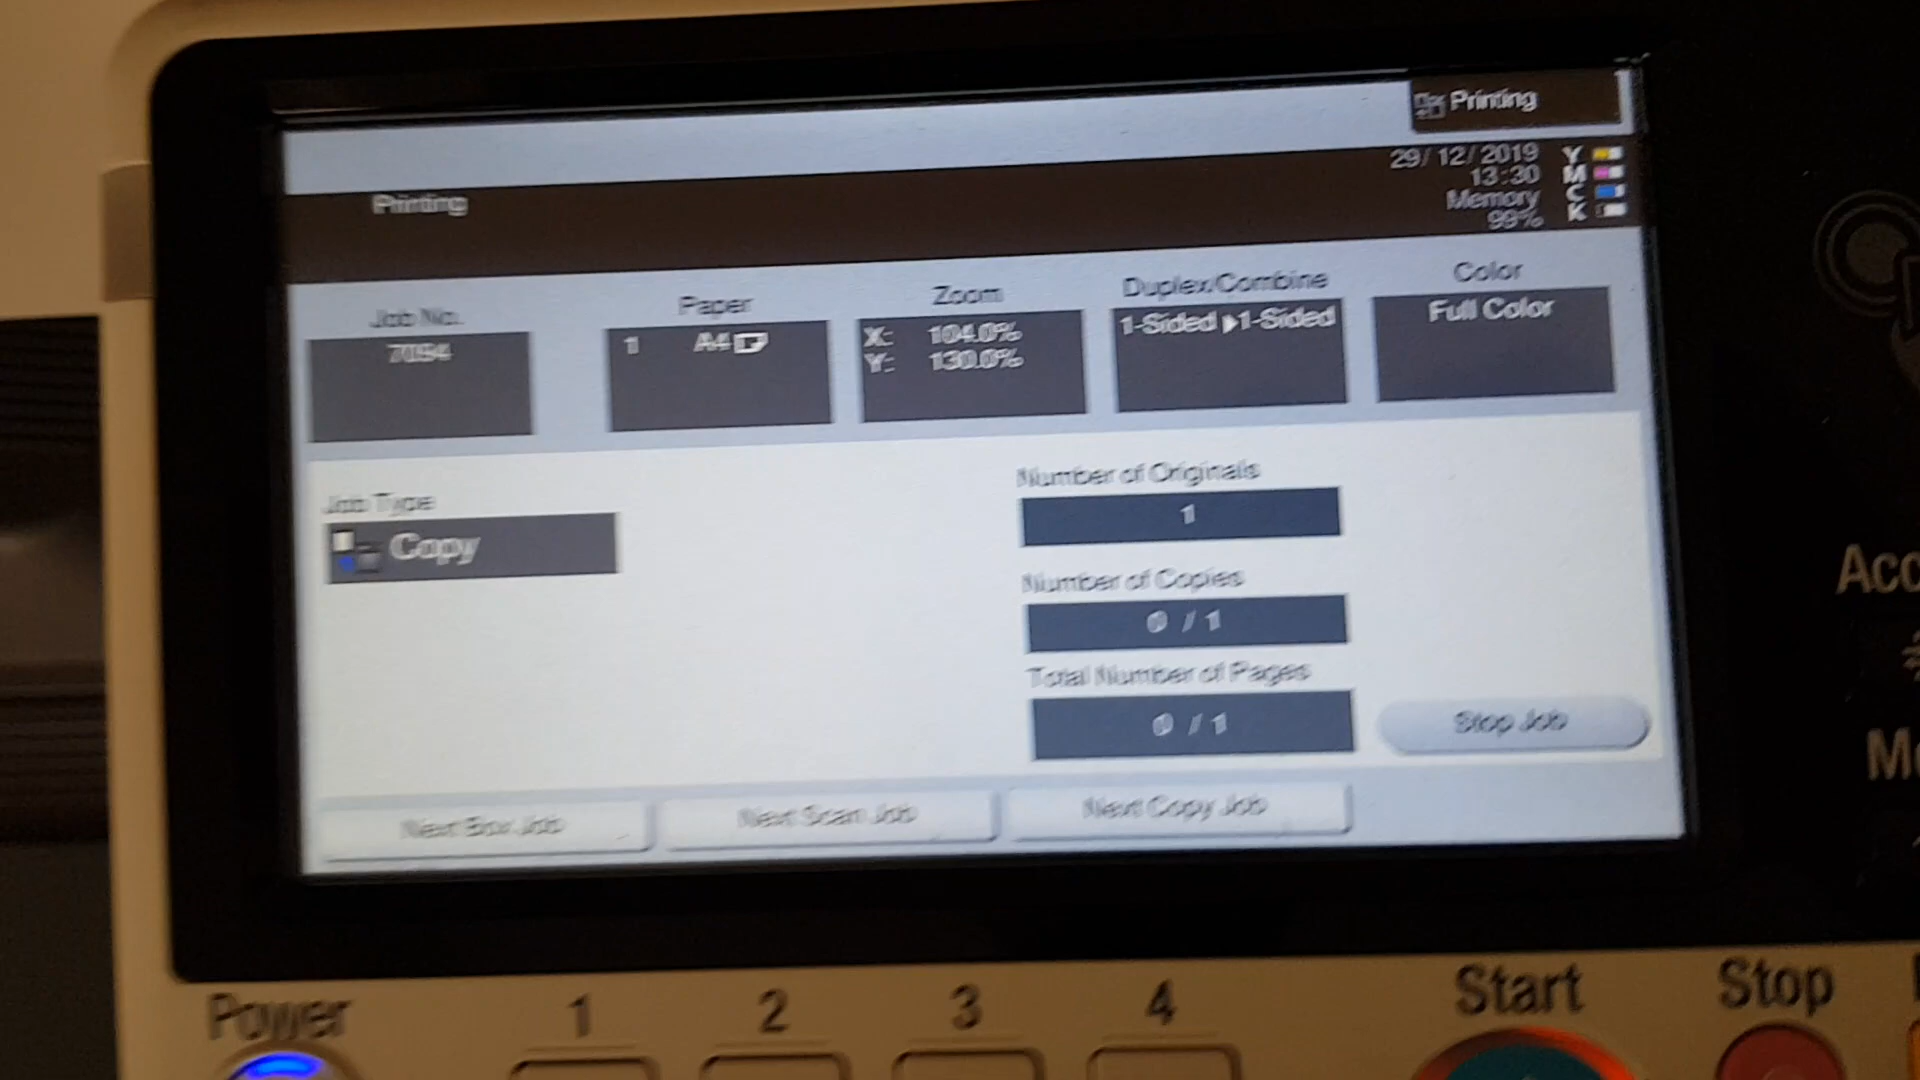 Printing
29/12/2019
13:30
Memory
99%
Y
M
C
K
Printing
Job No.
7094
Paper
1 A4
Zoom
X: 104.0%
Y: 130.0%
Duplex/Combine
1-Sided ▶1-Sided
Color
Full Color
Job Type
Copy
Number of Originals
1
Number of Copies
0 / 1
Total Number of Pages
0 / 1
Stop Job
Next Box Job
Next Scan Job
Next Copy Job
Power
1
2
3
4
Start
Stop
Acc